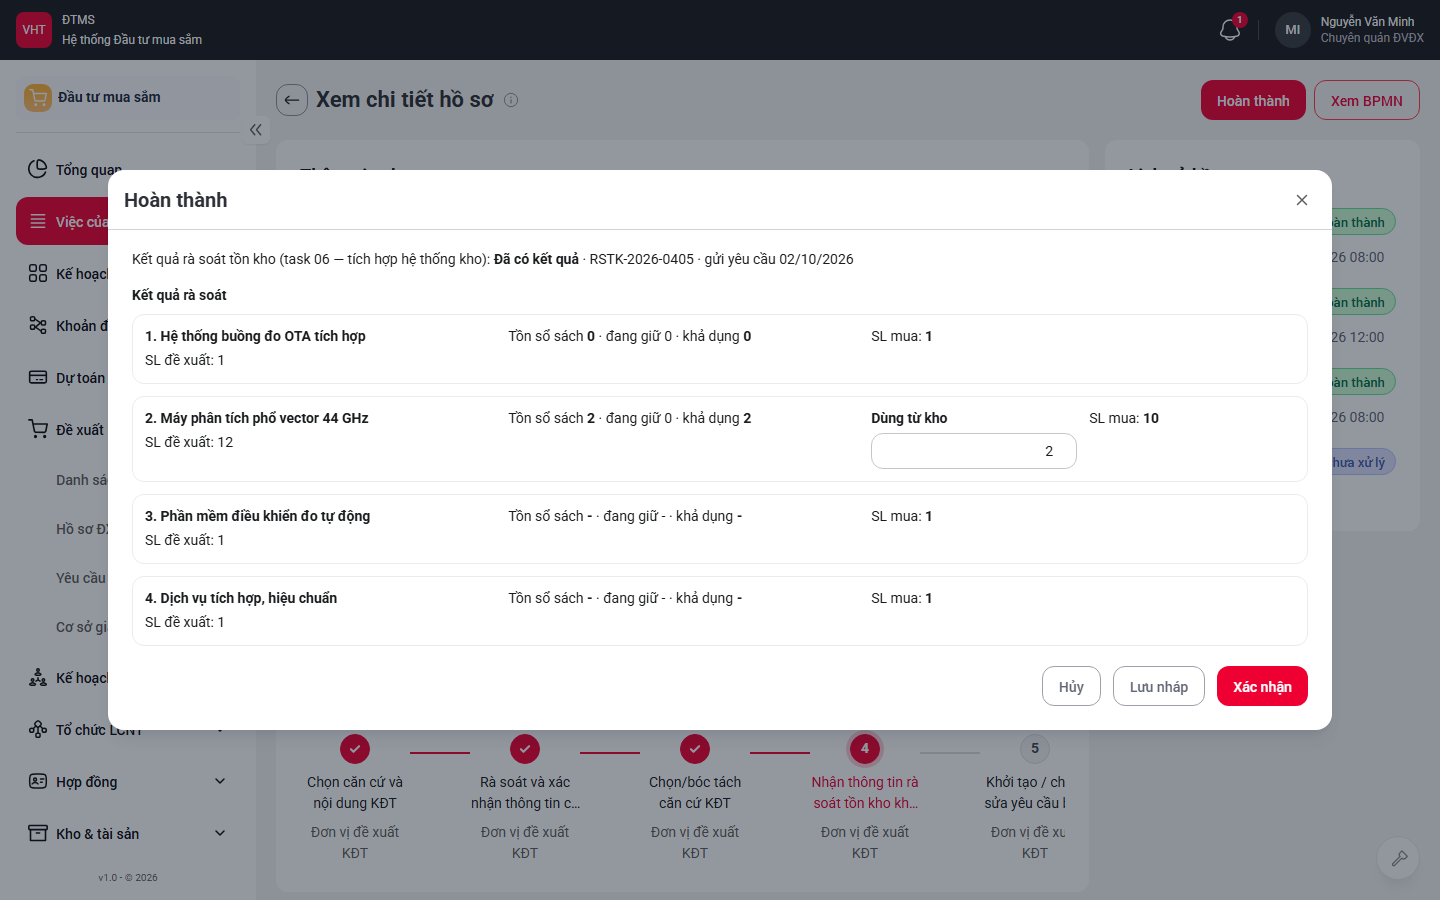 VHT
ĐTMS
Hệ thống Đầu tư mua sắm
1
MI
Nguyễn Văn Minh
Chuyên quản ĐVĐX
Đầu tư mua sắm
Xem chi tiết hồ sơ
Hoàn thành
Xem BPMN
Tổng quan
Việc của
Kế hoạch
Khoản đ
Dự toán
Đề xuất
Danh sá
Hồ sơ ĐX
Yêu cầu
Cơ sở gi
Kế hoạch
Tổ chức LCNT
Hợp đồng
Kho & tài sản
v1.0 - © 2026
Hoàn thành
Kết quả rà soát tồn kho (task 06 — tích hợp hệ thống kho): Đã có kết quả · RSTK-2026-0405 · gửi yêu cầu 02/10/2026
Kết quả rà soát
1. Hệ thống buồng đo OTA tích hợp
Tồn sổ sách 0 · đang giữ 0 · khả dụng 0
SL mua: 1
SL đề xuất: 1
2. Máy phân tích phổ vector 44 GHz
Tồn sổ sách 2 · đang giữ 0 · khả dụng 2
Dùng từ kho
SL mua: 10
SL đề xuất: 12
2
3. Phần mềm điều khiển đo tự động
Tồn sổ sách - · đang giữ - · khả dụng -
SL mua: 1
SL đề xuất: 1
4. Dịch vụ tích hợp, hiệu chuẩn
Tồn sổ sách - · đang giữ - · khả dụng -
SL mua: 1
SL đề xuất: 1
Hủy
Lưu nháp
Xác nhận
àn thành
26 08:00
àn thành
26 12:00
àn thành
26 08:00
hưa xử lý
4
5
Chọn căn cứ và
nội dung KĐT
Đơn vị đề xuất
KĐT
Rà soát và xác
nhận thông tin c...
Đơn vị đề xuất
KĐT
Chọn/bóc tách
căn cứ KĐT
Đơn vị đề xuất
KĐT
Nhận thông tin rà
soát tồn kho kh...
Đơn vị đề xuất
KĐT
Khởi tạo / ch
sửa yêu cầu l
Đơn vị đề xu
KĐT